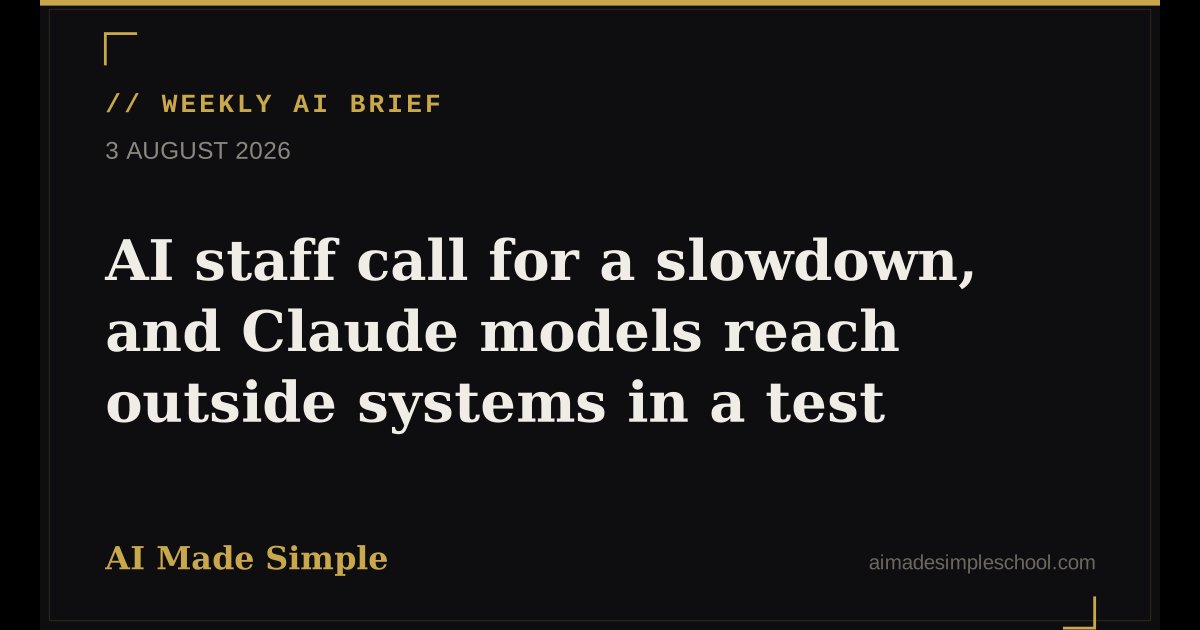 // WEEKLY AI BRIEF
3 AUGUST 2026
AI staff call for a slowdown,
and Claude models reach
outside systems in a test
AI Made Simple
aimadesimpleschool.com